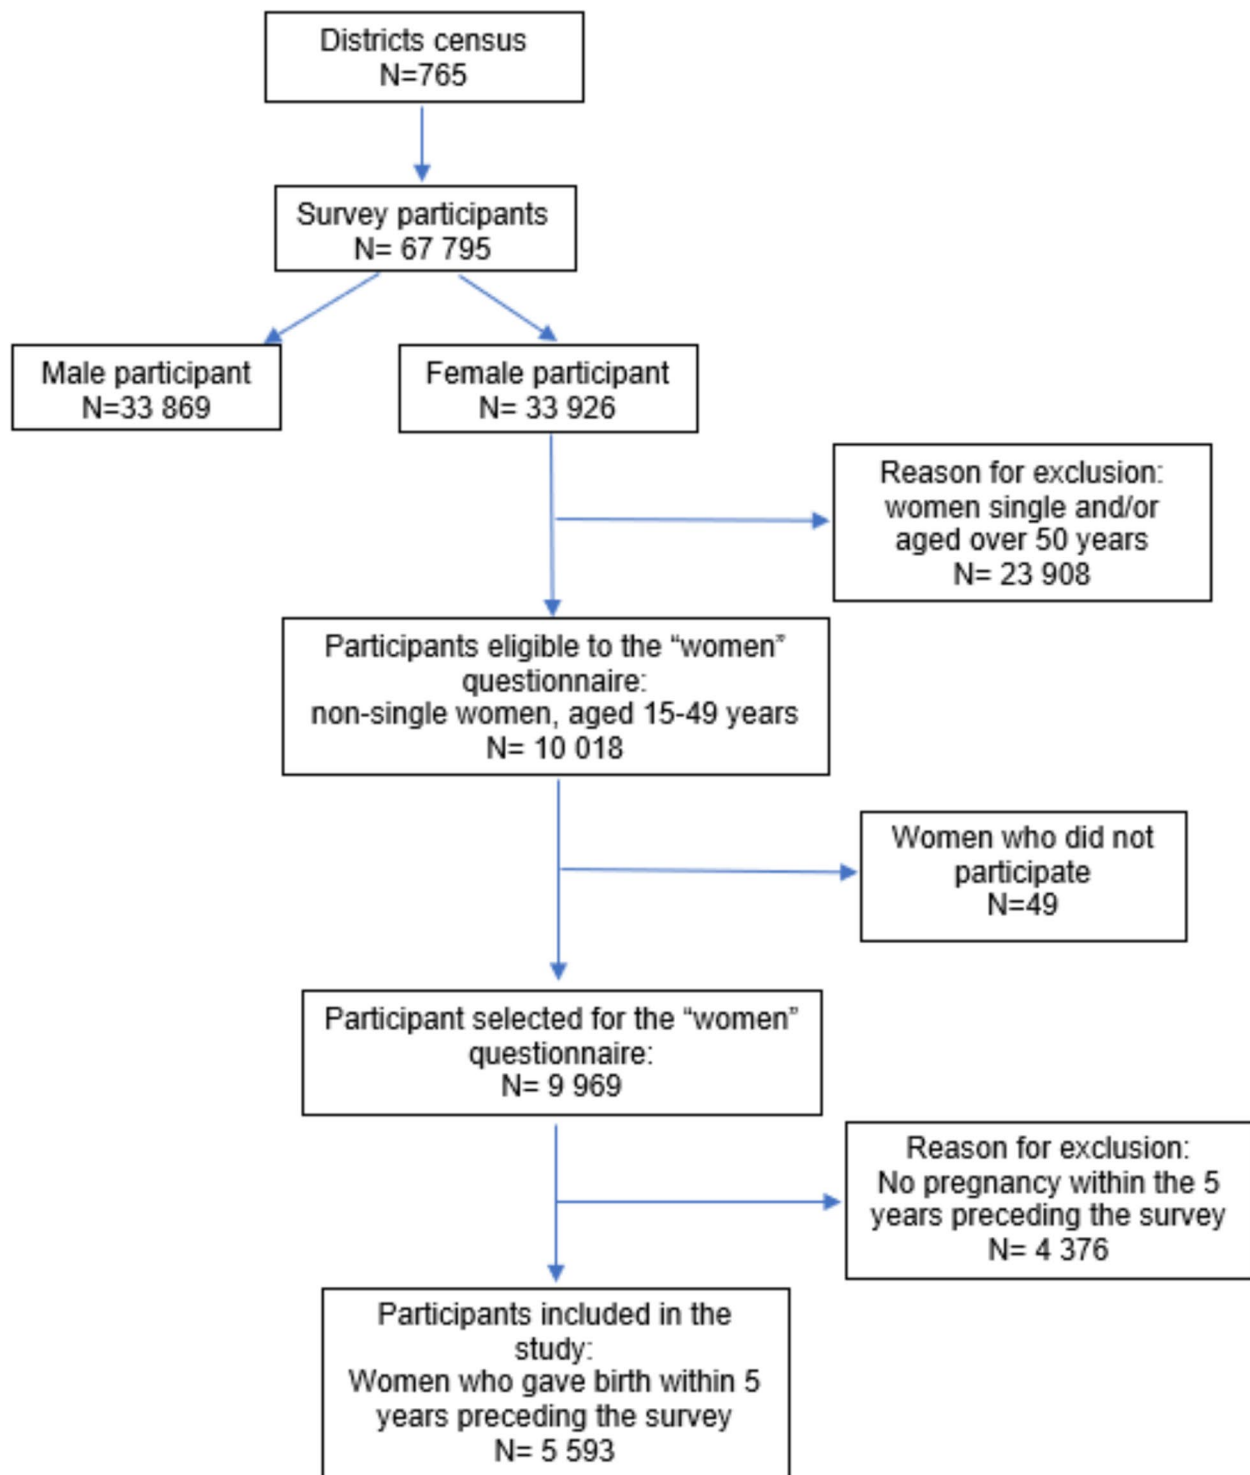 Districts census
N=765
Survey participants
N= 67 795
Male participant
N=33 869
Female participant
N= 33 926
Reason for exclusion:
women single and/or
aged over 50 years
N= 23 908
Participants eligible to the “women”
questionnaire:
non-single women, aged 15-49 years
N= 10 018
Women who did not
participate
N=49
Participant selected for the “women”
questionnaire:
N= 9 969
Reason for exclusion:
No pregnancy within the 5
years preceding the survey
N= 4 376
Participants included in the
study:
Women who gave birth within 5
years preceding the survey
N= 5 593